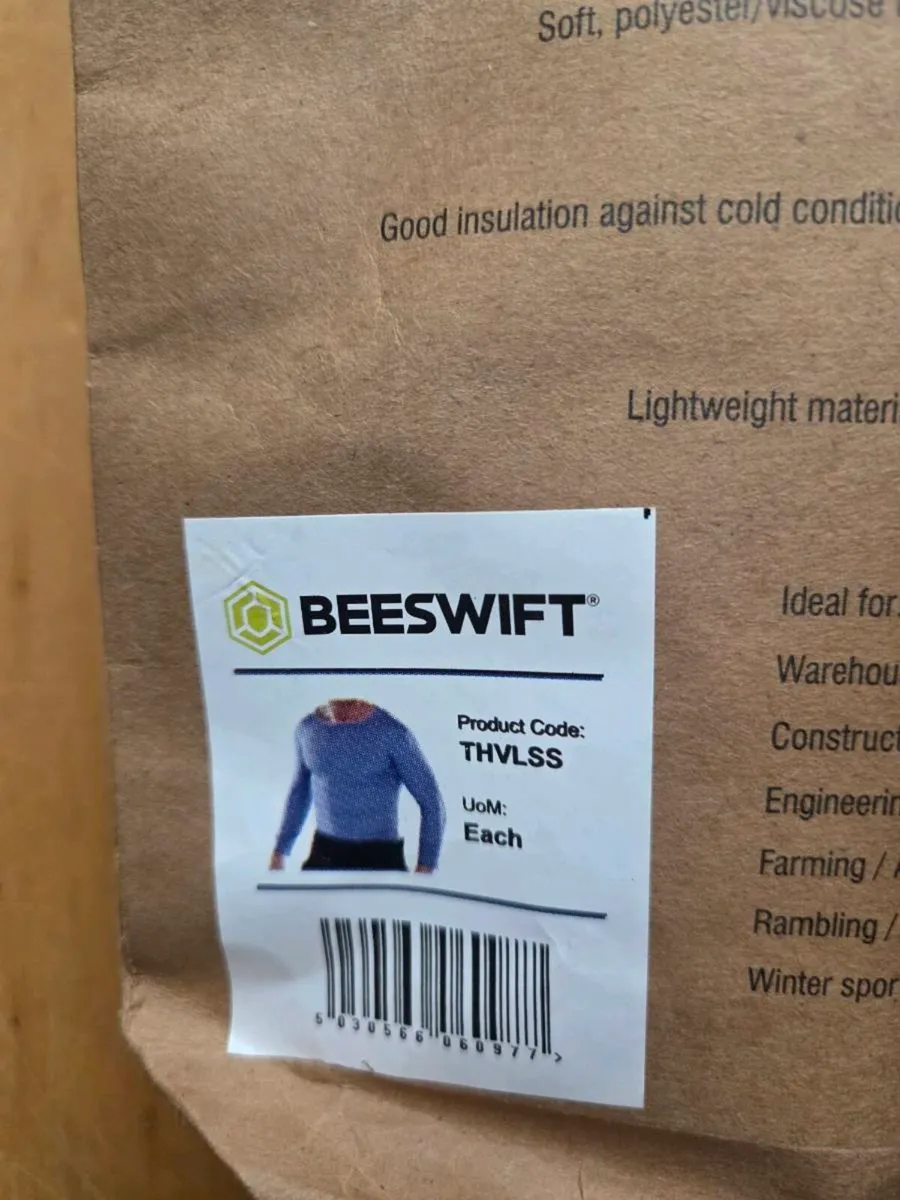 Soft, polyester/viscose
Good insulation against cold conditi
Lightweight materi
BEESWIFT®
Product Code:
THVLSS
UoM:
Each
5 030566 060977 >
Ideal for.
Warehou
Construct
Engineerin
Farming / A
Rambling /
Winter spor